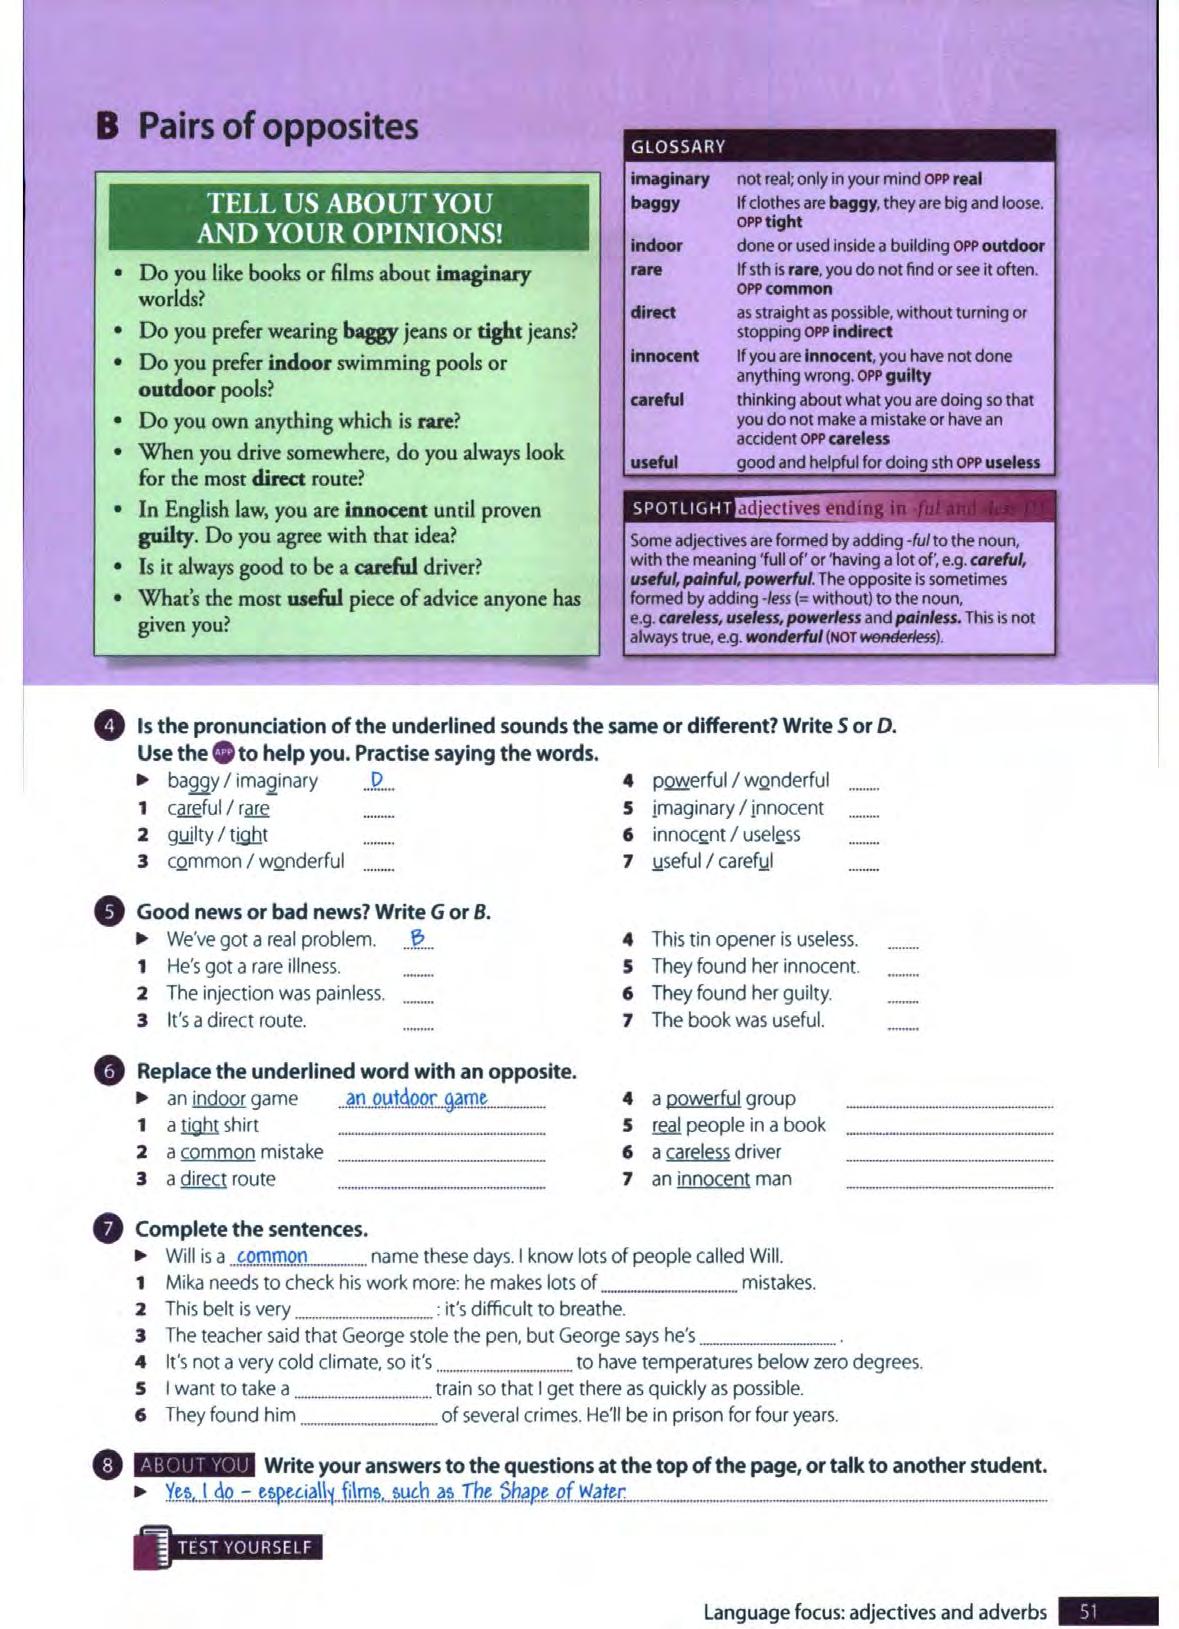 B Pairs of opposites
TELL US ABOUT YOU
AND YOUR OPINIONS!
• Do you like books or films about imaginary
worlds?
• Do you prefer wearing baggy jeans or tight jeans?
• Do you prefer indoor swimming pools or
outdoor pools?
• Do you own anything which is rare?
• When you drive somewhere, do you always look
for the most direct route?
• In English law, you are innocent until proven
guilty. Do you agree with that idea?
• Is it always good to be a careful driver?
• What's the most useful piece of advice anyone has
given you?
GLOSSARY
imaginary not real; only in your mind OPP real
baggy If clothes are baggy, they are big and loose.
OPP tight
indoor done or used inside a building OPP outdoor
rare If sth is rare, you do not find or see it often.
OPP common
direct as straight as possible, without turning or
stopping OPP indirect
innocent If you are innocent, you have not done
anything wrong. OPP guilty
careful thinking about what you are doing so that
you do not make a mistake or have an
accident OPP careless
useful good and helpful for doing sth OPP useless
SPOTLIGHT adjectives ending in -ful and -less
Some adjectives are formed by adding -ful to the noun,
with the meaning 'full of' or 'having a lot of', e.g. careful,
useful, painful, powerful. The opposite is sometimes
formed by adding -less (= without) to the noun,
e.g. careless, useless, powerless and painless. This is not
always true, e.g. wonderful (NOT wonderless).
4 Is the pronunciation of the underlined sounds the same or different? Write S or D.
Use the APP to help you. Practise saying the words.
► baggy / imaginary D
1 careful / rare
2 guilty / tight
3 common / wonderful
4 powerful / wonderful
5 imaginary / innocent
6 innocent / useless
7 useful / careful
5 Good news or bad news? Write G or B.
► We've got a real problem. B
1 He's got a rare illness.
2 The injection was painless.
3 It's a direct route.
4 This tin opener is useless.
5 They found her innocent.
6 They found her guilty.
7 The book was useful.
6 Replace the underlined word with an opposite.
► an indoor game an outdoor game
1 a tight shirt
2 a common mistake
3 a direct route
4 a powerful group
5 real people in a book
6 a careless driver
7 an innocent man
7 Complete the sentences.
► Will is a common name these days. I know lots of people called Will.
1 Mika needs to check his work more: he makes lots of mistakes.
2 This belt is very : it's difficult to breathe.
3 The teacher said that George stole the pen, but George says he's .
4 It's not a very cold climate, so it's to have temperatures below zero degrees.
5 I want to take a train so that I get there as quickly as possible.
6 They found him of several crimes. He'll be in prison for four years.
8 ABOUT YOU Write your answers to the questions at the top of the page, or talk to another student.
► Yes, I do – especially films, such as The Shape of Water.
TEST YOURSELF
Language focus: adjectives and adverbs 51